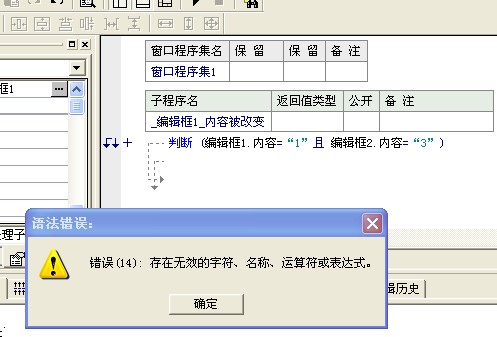 窗口程序集名 保 留 保 留 备 注
窗口程序集1
子程序名 返回值类型 公开 备 注
_编辑框1_内容被改变
判断 (编辑框1.内容=“1”且 编辑框2.内容=“3”)
框1
语法错误:
错误(14): 存在无效的字符、名称、运算符或表达式。
确定
理子
辑历史